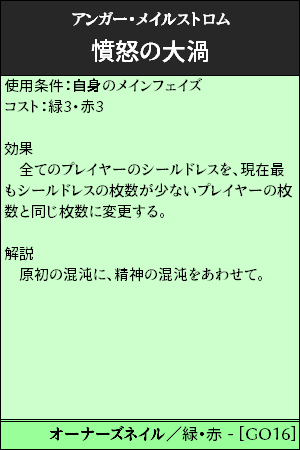 アンガー・メイルストロム
憤怒の大渦
使用条件：自身のメインフェイズ
コスト：緑3・赤3
効果
　全てのプレイヤーのシールドレスを、現在最
もシールドレスの枚数が少ないプレイヤーの枚
数と同じ枚数に変更する。
解説
　原初の混沌に、精神の混沌をあわせて。
オーナーズネイル／緑・赤 - [GO16]